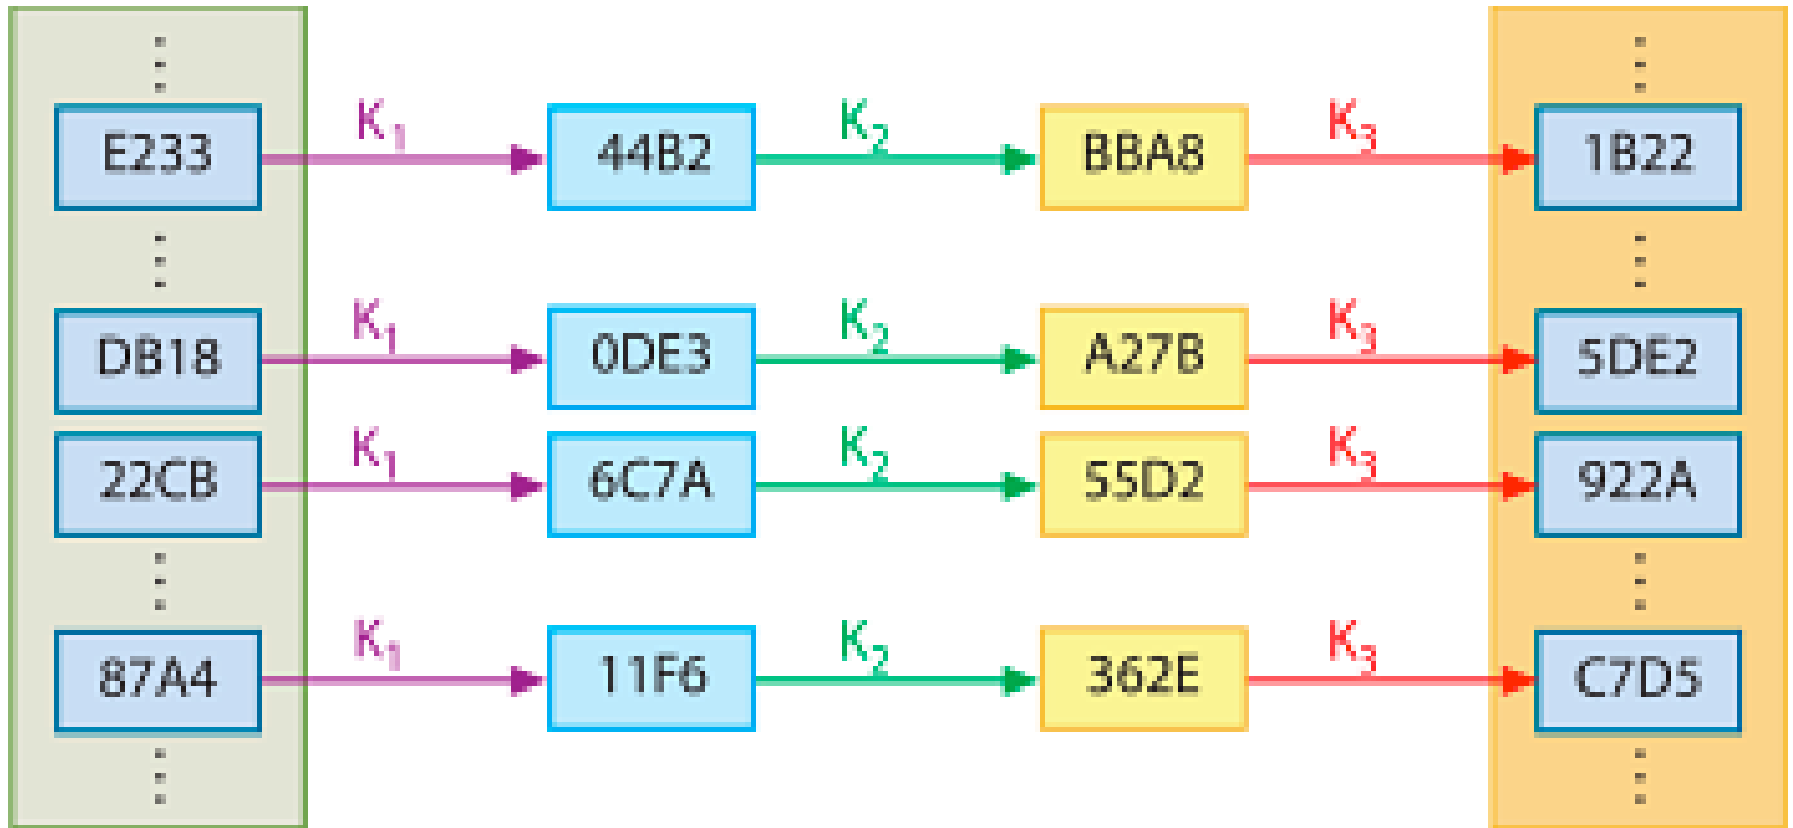 K1 K2 K3
E233 44B2 BBA8 1B22
K1 K2 K3
DB18 0DE3 A27B 5DE2
K1 K2 K3
22CB 6C7A 55D2 922A
K1 K2 K3
87A4 11F6 362E C7D5